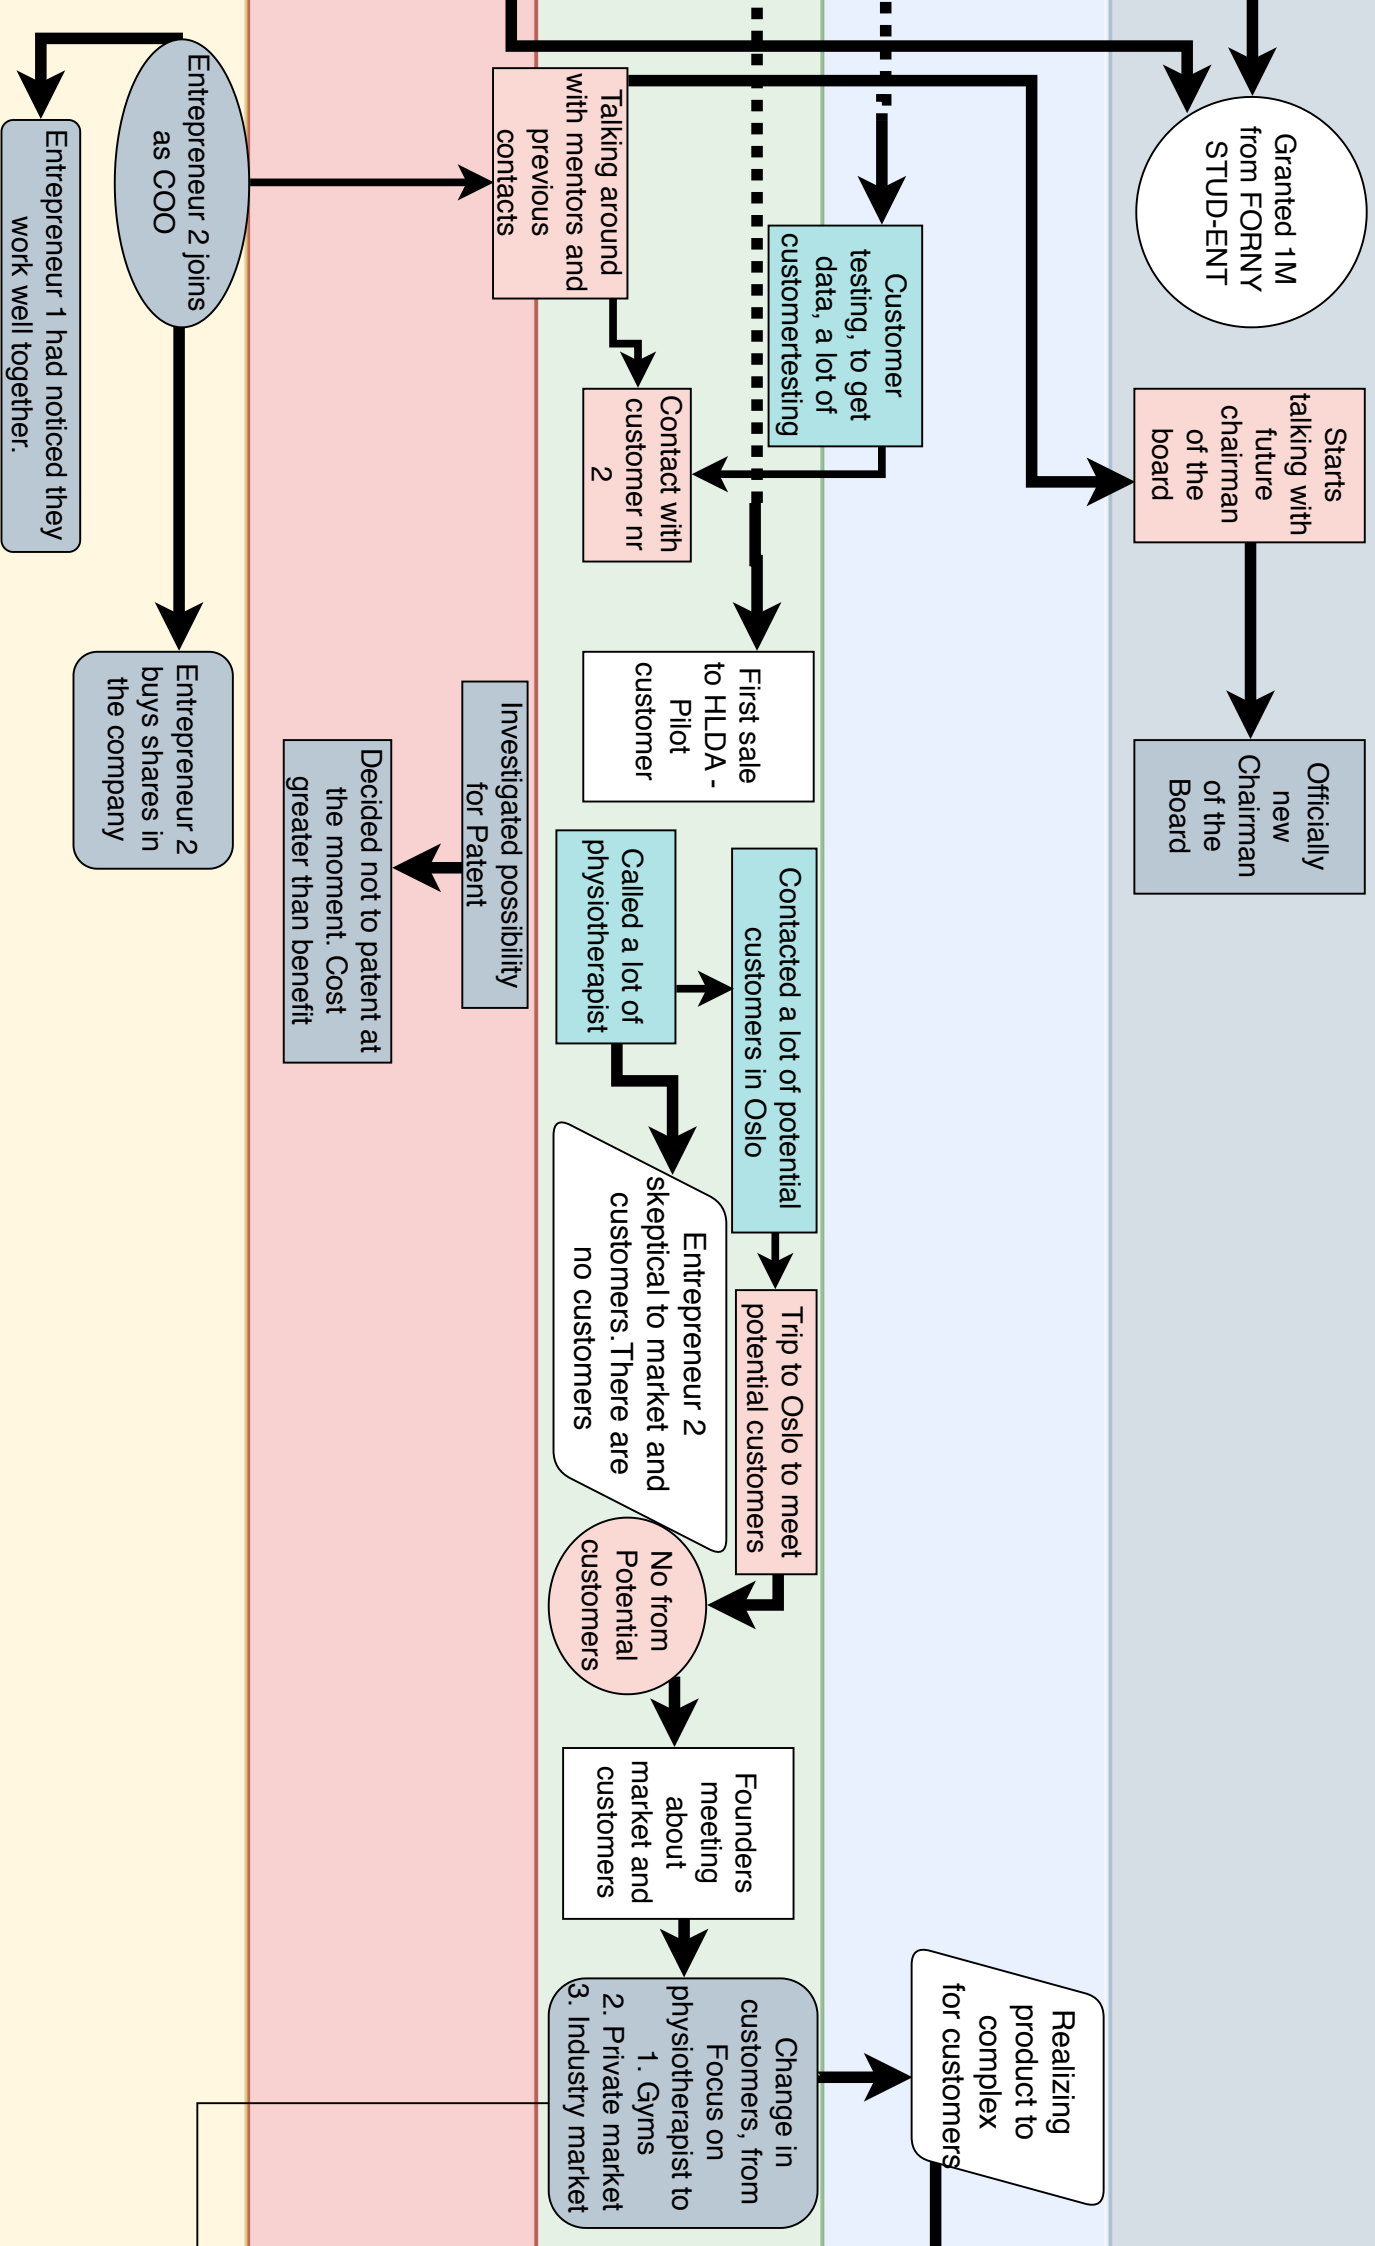 Granted 1M
from FORNY
STUD-ENT
Starts
talking with
future
chairman
of the
board
Officially
new
Chairman
of the
Board
Customer
testing, to get
data, a lot of
customertesting
Realizing
product to
complex
for customers
Talking around
with mentors and
previous
contacts
Contact with
customer nr
2
First sale
to HLDA -
Pilot
customer
Contacted a lot of potential
customers in Oslo
Called a lot of
physiotherapist
Trip to Oslo to meet
potential customers
Entrepreneur 2
skeptical to market and
customers.There are
no customers
No from
Potential
customers
Founders
meeting
about
market and
customers
Change in
customers, from
Focus on
physiotherapist to
1. Gyms
2. Private market
3. Industry market
Investigated possibility
for Patent
Decided not to patent at
the moment. Cost
greater than benefit
Entrepreneur 2 joins
as COO
Entrepreneur 1 had noticed they
work well together.
Entrepreneur 2
buys shares in
the company